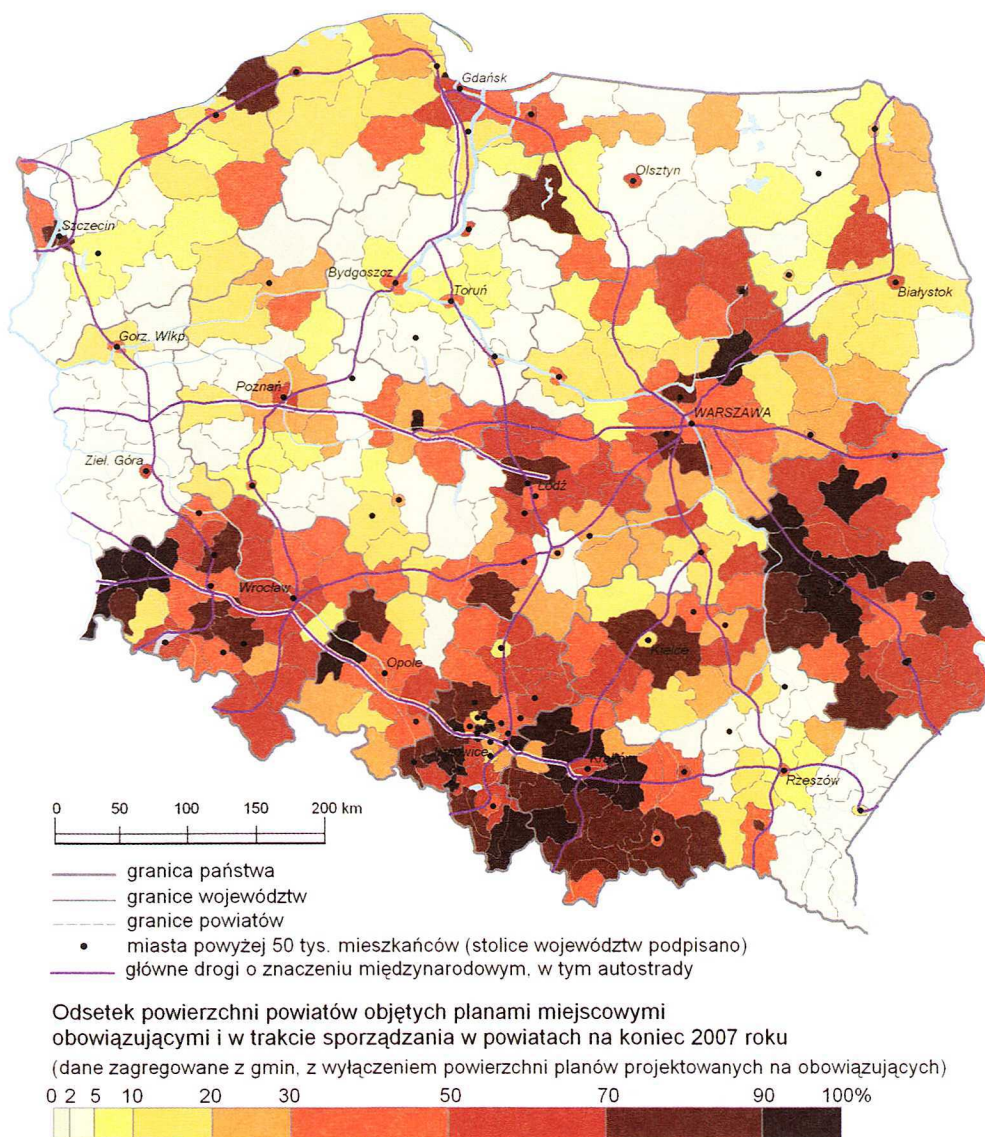 Gdańsk
Olsztyn
Szczecin
Bydgoszcz
Toruń
Białystok
Gorz. Wlkp.
Poznań
WARSZAWA
Ziel. Góra
Łódź
Wrocław
Opole
Kielce
Katowice
Kraków
Rzeszów
0 50 100 150 200 km
granica państwa
granice województw
granice powiatów
miasta powyżej 50 tys. mieszkańców (stolice województw podpisano)
główne drogi o znaczeniu międzynarodowym, w tym autostrady
Odsetek powierzchni powiatów objętych planami miejscowymi
obowiązującymi i w trakcie sporządzania w powiatach na koniec 2007 roku
(dane zagregowane z gmin, z wyłączeniem powierzchni planów projektowanych na obowiązujących)
0 2 5 10 20 30 50 70 90 100%